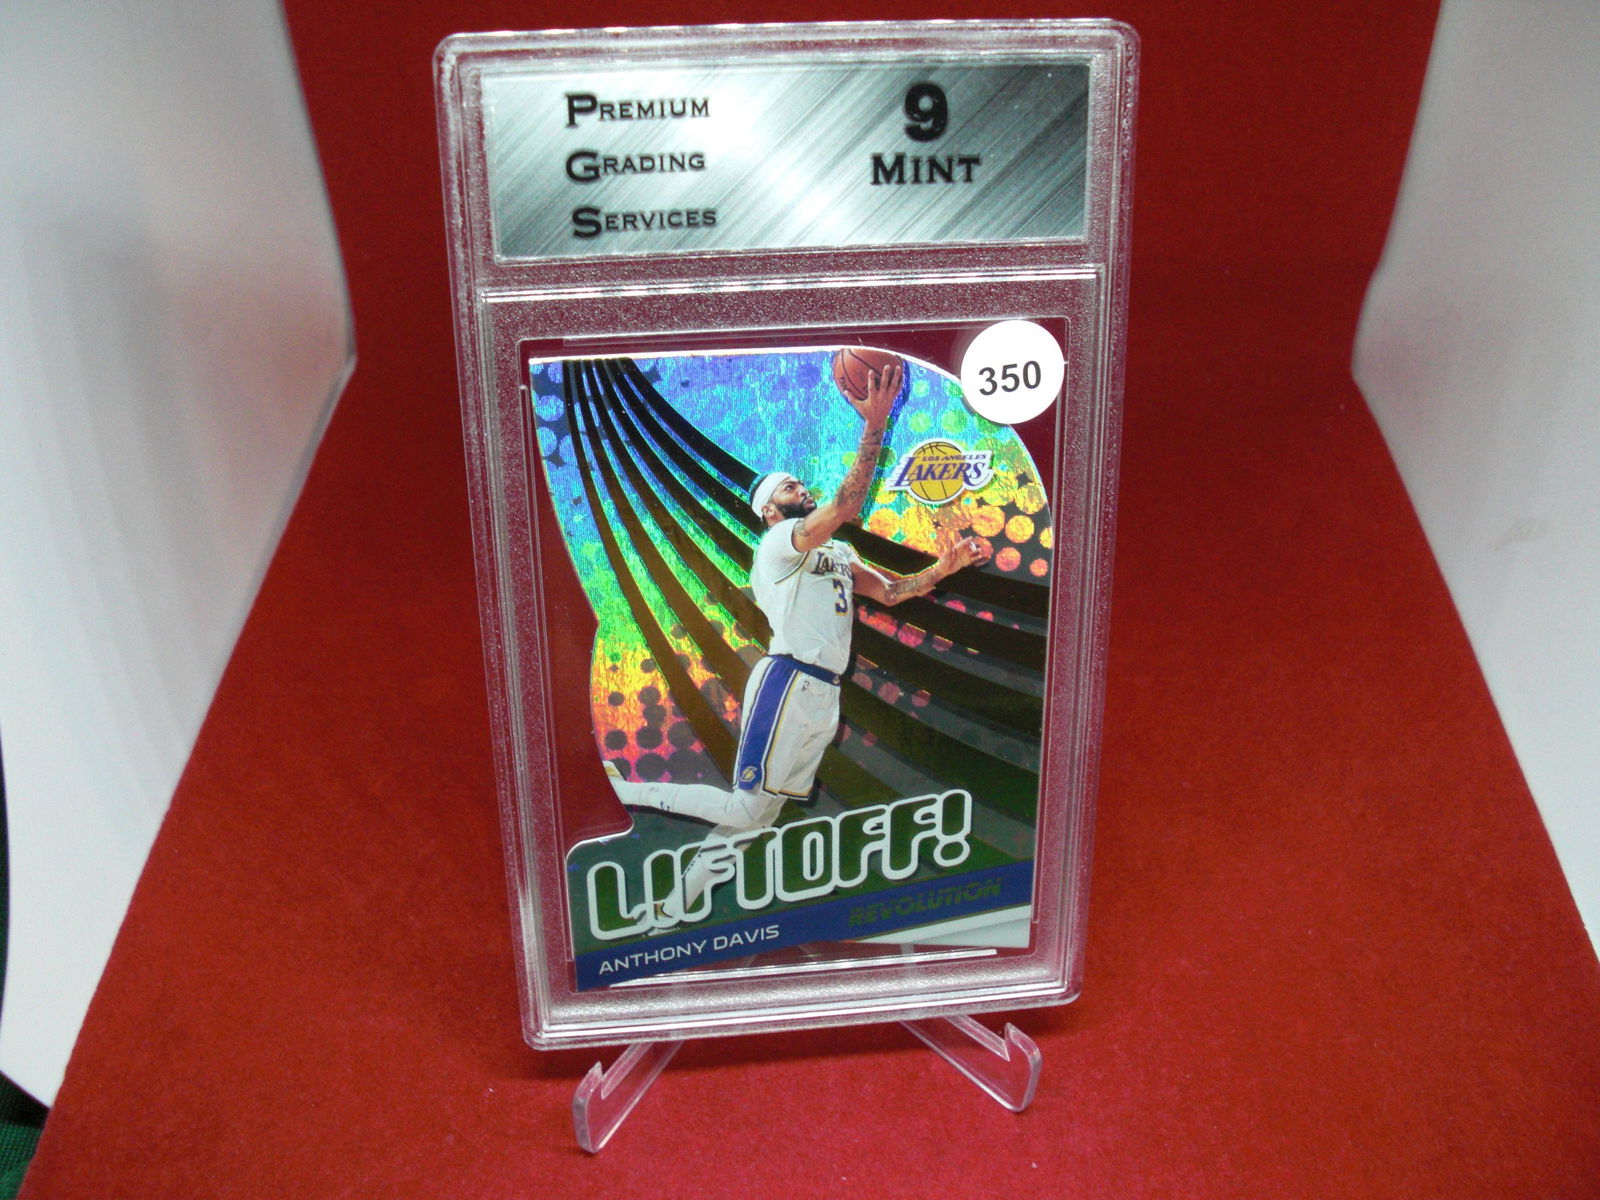 PREMIUM
GRADING
SERVICES
9
MINT
350
LOS ANGELES
LAKERS
LAKERS
3
LIFTOFF!
REVOLUTION
ANTHONY DAVIS